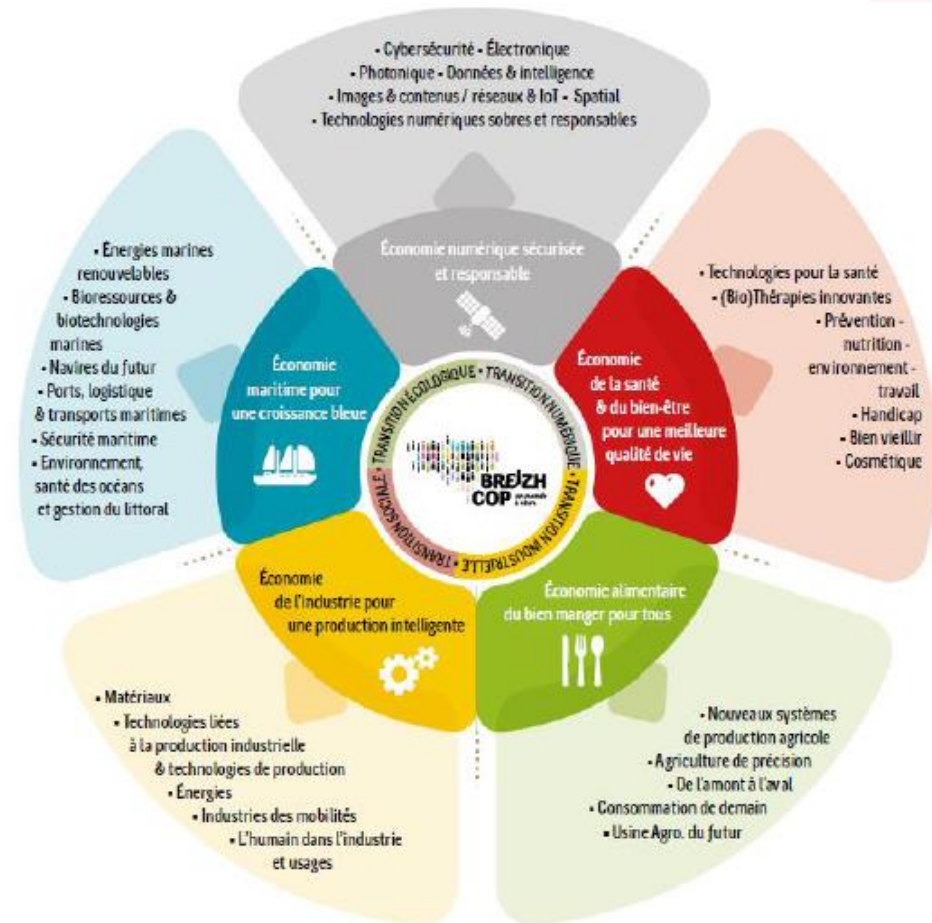 • Cybersécurité • Électronique
• Photonique • Données & intelligence
• Images & contenus / réseaux & IoT • Spatial
• Technologies numériques sobres et responsables
Économie numérique sécurisée
et responsable
• Énergies marines
renouvelables
• Bioressources &
biotechnologies
marines
• Navires du futur
• Ports, logistique
& transports maritimes
• Sécurité maritime
• Environnement,
santé des océans
et gestion du littoral
Économie
maritime pour
une croissance bleue
• TRANSITION ÉCOLOGIQUE • TRANSITION NUMÉRIQUE • TRANSITION INDUSTRIELLE • TRANSITION SOCIALE
BREIZH
COP
Économie
de la santé
& du bien-être
pour une meilleure
qualité de vie
• Technologies pour la santé
• (Bio)Thérapies innovantes
• Prévention -
nutrition -
environnement -
travail
• Handicap
• Bien vieillir
• Cosmétique
Économie
de l'industrie pour
une production intelligente
Économie alimentaire
du bien manger pour tous
• Matériaux
• Technologies liées
à la production industrielle
& technologies de production
• Énergies
• Industries des mobilités
• L'humain dans l'industrie
et usages
• Nouveaux systèmes
de production agricole
• Agriculture de précision
• De l'amont à l'aval
• Consommation de demain
• Usine Agro. du futur